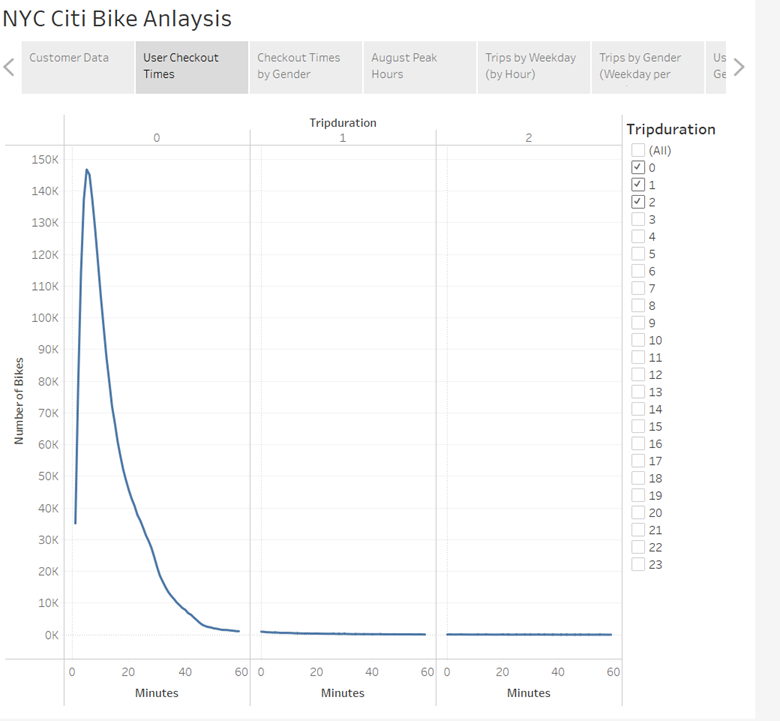 NYC Citi Bike Anlaysis
Customer Data
User Checkout
Times
Checkout Times
by Gender
August Peak
Hours
Trips by Weekday
(by Hour)
Trips by Gender
(Weekday per
Us
Ge
Tripduration
0 1 2
150K
140K
130K
120K
110K
100K
90K
80K
70K
60K
50K
40K
30K
20K
10K
0K
Number of Bikes
0 20 40 60 0 20 40 60 0 20 40 60
Minutes Minutes Minutes
Tripduration
(All)
0
1
2
3
4
5
6
7
8
9
10
11
12
13
14
15
16
17
18
19
20
21
22
23